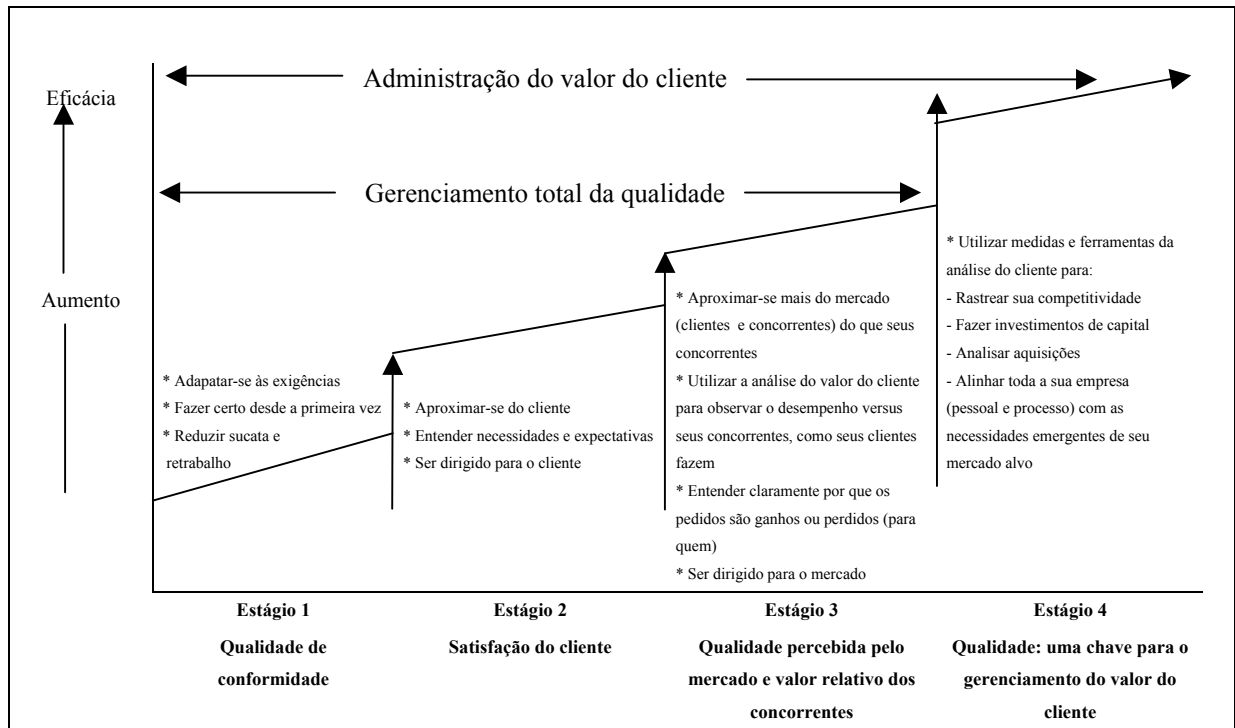 Administração do valor do cliente
Eficácia
Gerenciamento total da qualidade
Aumento
* Adapatar-se às exigências
* Fazer certo desde a primeira vez
* Reduzir sucata e
retrabalho
* Aproximar-se do cliente
* Entender necessidades e expectativas
* Ser dirigido para o cliente
* Aproximar-se mais do mercado
(clientes e concorrentes) do que seus
concorrentes
* Utilizar a análise do valor do cliente
para observar o desempenho versus
seus concorrentes, como seus clientes
fazem
* Entender claramente por que os
pedidos são ganhos ou perdidos (para
quem)
* Ser dirigido para o mercado
* Utilizar medidas e ferramentas da
análise do cliente para:
- Rastrear sua competitividade
- Fazer investimentos de capital
- Analisar aquisições
- Alinhar toda a sua empresa
(pessoal e processo) com as
necessidades emergentes de seu
mercado alvo
Estágio 1
Qualidade de
conformidade
Estágio 2
Satisfação do cliente
Estágio 3
Qualidade percebida pelo
mercado e valor relativo dos
concorrentes
Estágio 4
Qualidade: uma chave para o
gerenciamento do valor do
cliente